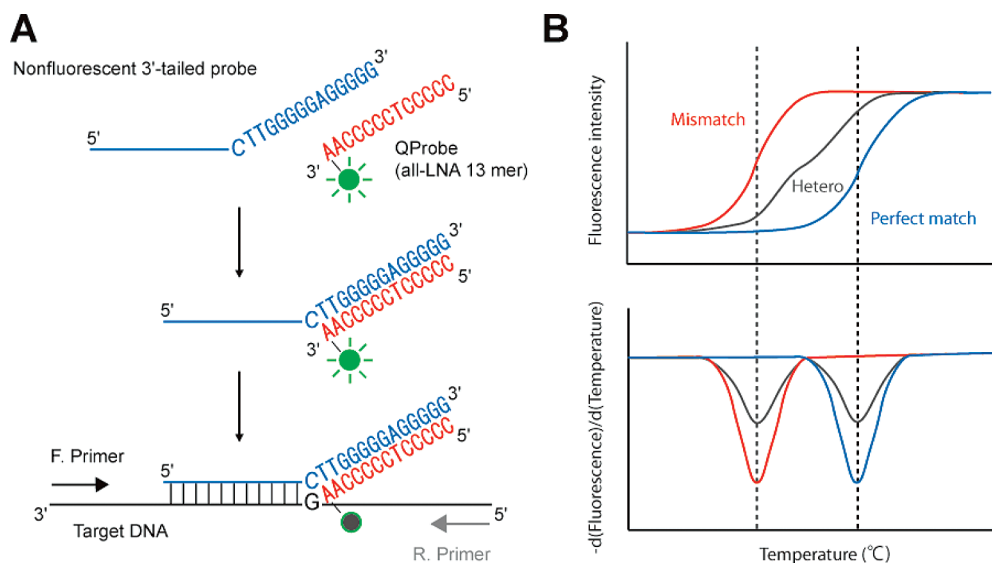 A
Nonfluorescent 3'-tailed probe
5'
CTTGGGGGAGGGGG
3'
AACCCCCTCCCCC
5'
3'
QProbe
(all-LNA 13 mer)
5'
CTTGGGGGAGGGGG
3'
AACCCCCTCCCCC
5'
3'
F. Primer
5'
CTTGGGGGAGGGGG
3'
AACCCCCTCCCCC
5'
G
3'
Target DNA
5'
R. Primer
B
Fluorescence intensity
Mismatch
Hetero
Perfect match
-d(Fluorescence)/d(Temperature)
Temperature (℃)